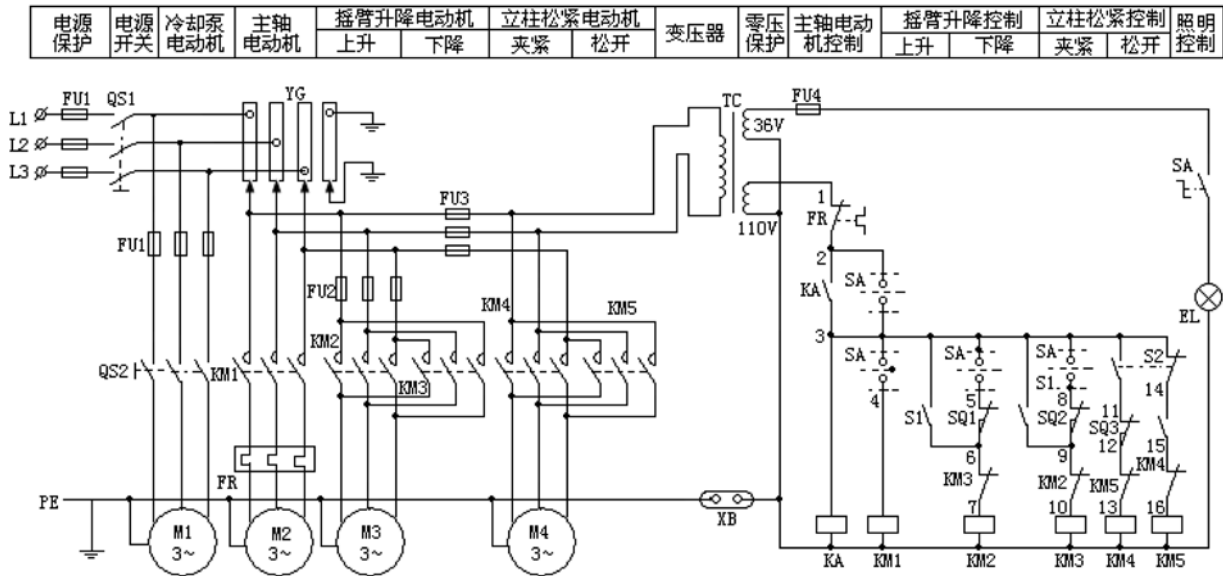 电源保护 电源开关 冷却泵电动机 主轴电动机 摇臂升降电动机 立柱松紧电动机 变压器 零压保护 主轴电动机控制 摇臂升降控制 立柱松紧控制 照明控制
上升 下降 夹紧 松开 上升 下降 夹紧 松开
FU1 QS1 YG TC FU4
L1
36V
L2
L3 SA
FU3 1
FR
FU1 110V
2
FU2 KA SA
KM4 KM5 EL
KM2 3
SA SA SA S2
QS2 KM1 KM3 S1 14
4 5 8
S1 SQ1 SQ2 11
SQ3 15
12
6 9
FR KM3 KM2 KM5 KM4
PE 7 10 13 16
XB
M1 3~ M2 3~ M3 3~ M4 3~
KA KM1 KM2 KM3 KM4 KM5